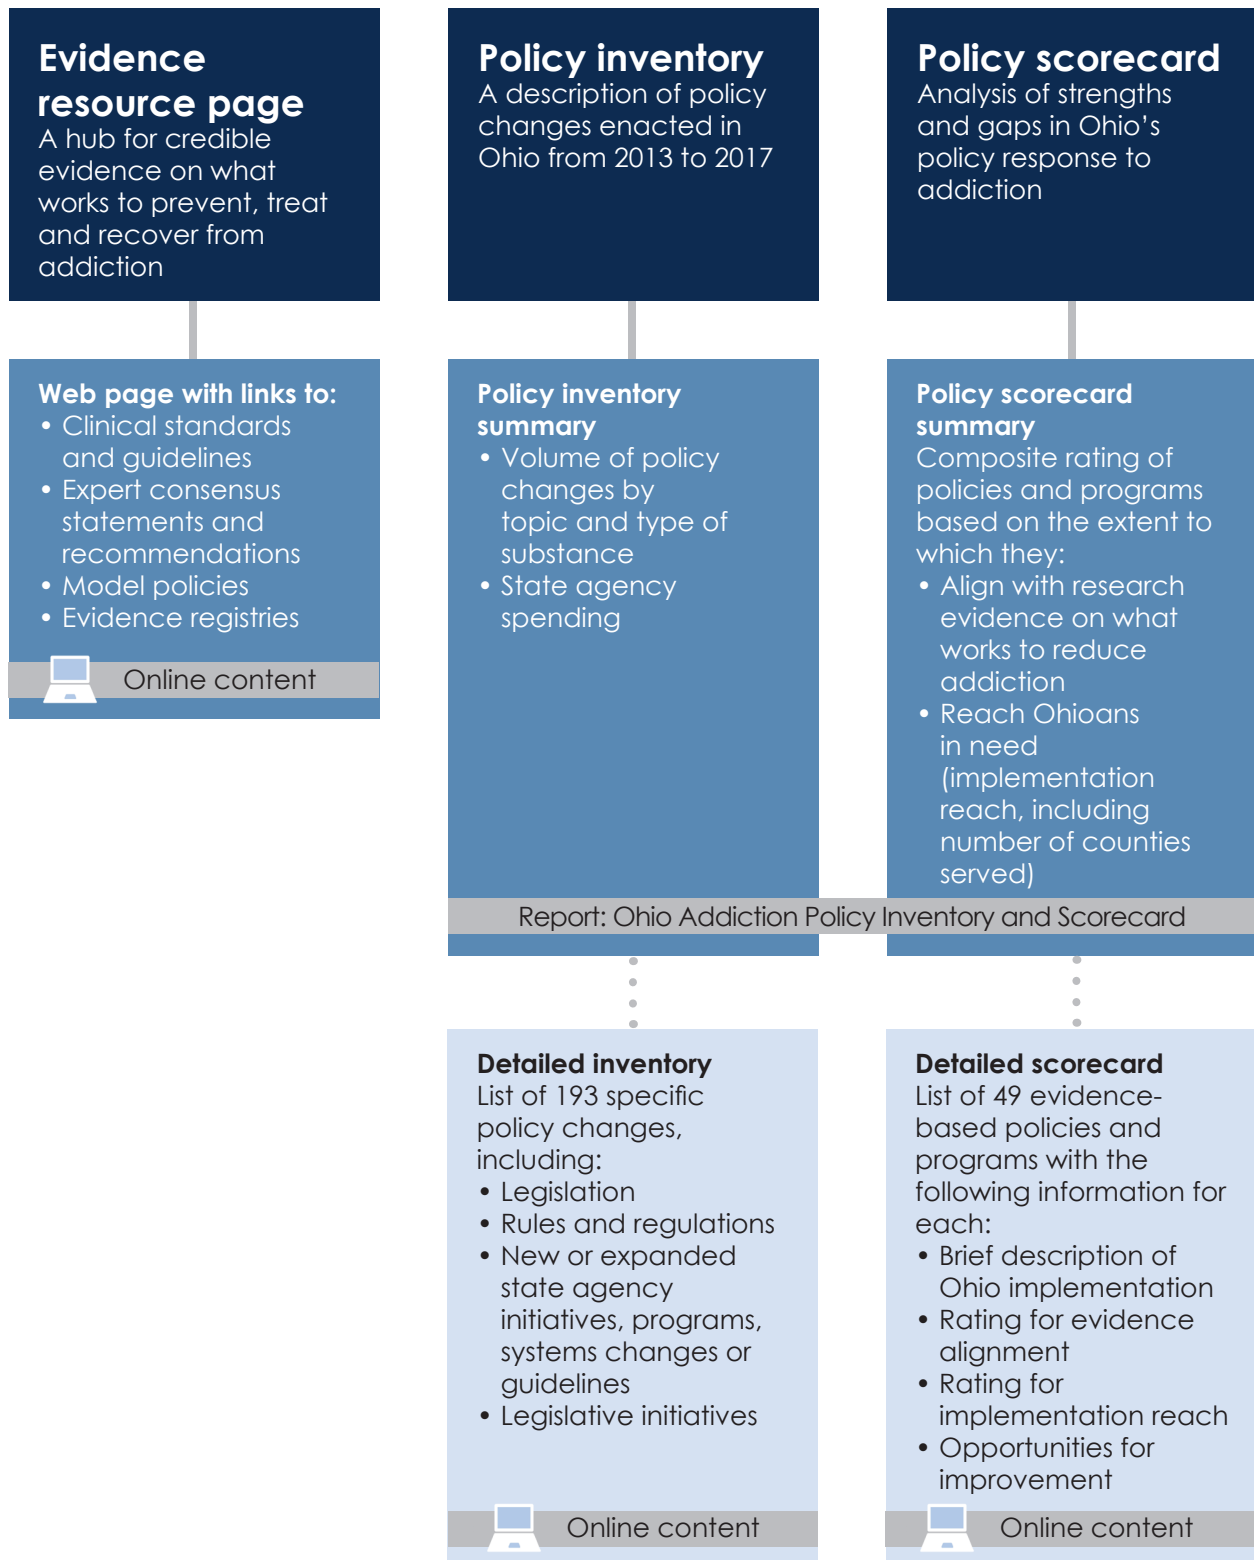 Evidence
resource page
A hub for credible
evidence on what
works to prevent, treat
and recover from
addiction
Web page with links to:
• Clinical standards
and guidelines
• Expert consensus
statements and
recommendations
• Model policies
• Evidence registries
Online content
Policy inventory
A description of policy
changes enacted in
Ohio from 2013 to 2017
Policy inventory
summary
• Volume of policy
changes by
topic and type of
substance
• State agency
spending
Policy scorecard
Analysis of strengths
and gaps in Ohio’s
policy response to
addiction
Policy scorecard
summary
Composite rating of
policies and programs
based on the extent to
which they:
• Align with research
evidence on what
works to reduce
addiction
• Reach Ohioans
in need
(implementation
reach, including
number of counties
served)
Report: Ohio Addiction Policy Inventory and Scorecard
Detailed inventory
List of 193 specific
policy changes,
including:
• Legislation
• Rules and regulations
• New or expanded
state agency
initiatives, programs,
systems changes or
guidelines
• Legislative initiatives
Online content
Detailed scorecard
List of 49 evidence-
based policies and
programs with the
following information for
each:
• Brief description of
Ohio implementation
• Rating for evidence
alignment
• Rating for
implementation reach
• Opportunities for
improvement
Online content